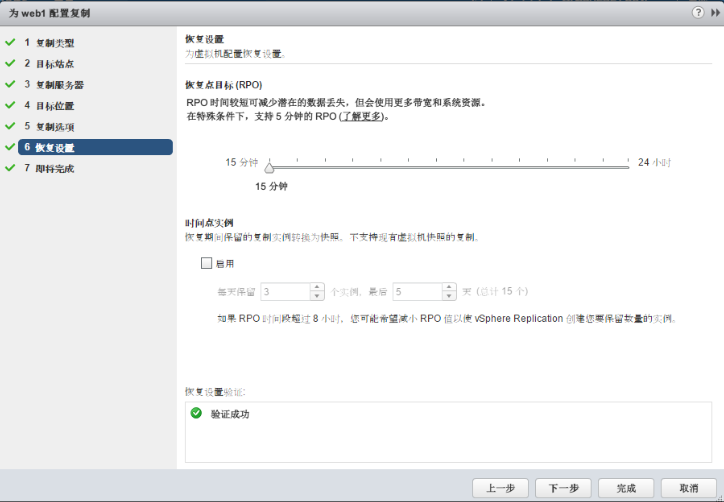 为 web1 配置复制
1 复制类型
2 目标站点
3 复制服务器
4 目标位置
5 复制选项
6 恢复设置
7 即将完成
恢复设置
为虚拟机配置恢复设置。
恢复点目标 (RPO)
RPO 时间较短可减少潜在的数据丢失，但会使用更多带宽和系统资源。
在特殊条件下，支持 5 分钟的 RPO (了解更多)。
15 分钟 24 小时
15 分钟
时间点实例
恢复期间保留的复制实例转换为快照。不支持现有虚拟机快照的复制。
启用
每天保留 3 个实例，最后 5 天 (总计 15 个)
如果 RPO 时间段超过 8 小时，您可能希望减小 RPO 值以使 vSphere Replication 创建您要保留数量的实例。
恢复设置验证:
验证成功
上一步 下一步 完成 取消